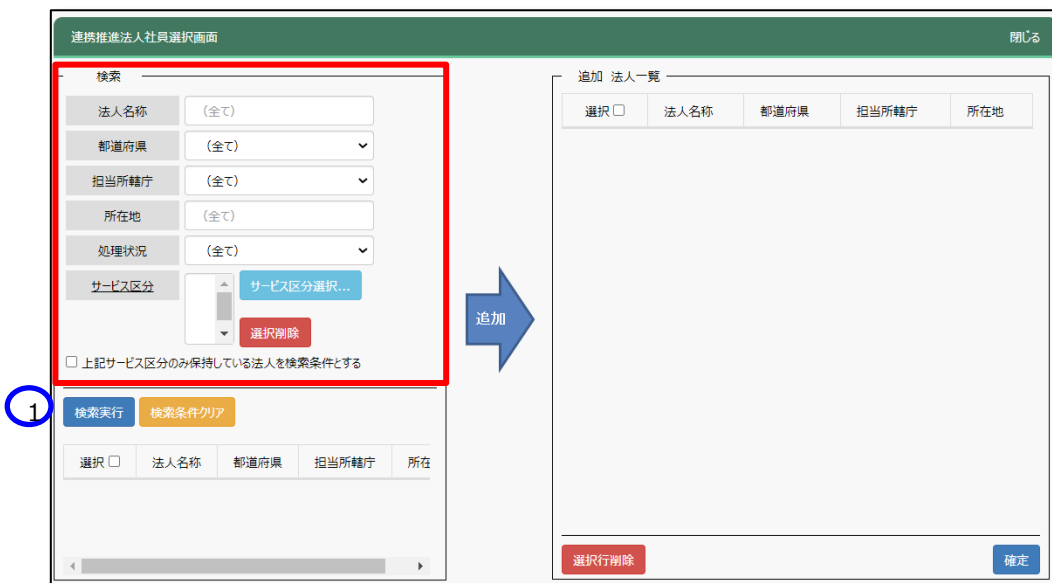 連携推進法人社員選択画面 閉じる
検索
法人名称 (全て)
都道府県 (全て)
担当所轄庁 (全て)
所在地 (全て)
処理状況 (全て)
サービス区分 サービス区分選択...
選択削除
上記サービス区分のみ保持している法人を検索条件とする
1
検索実行 検索条件クリア
選択 法人名称 都道府県 担当所轄庁 所在
追加
追加 法人一覧
選択 法人名称 都道府県 担当所轄庁 所在地
選択行削除 確定